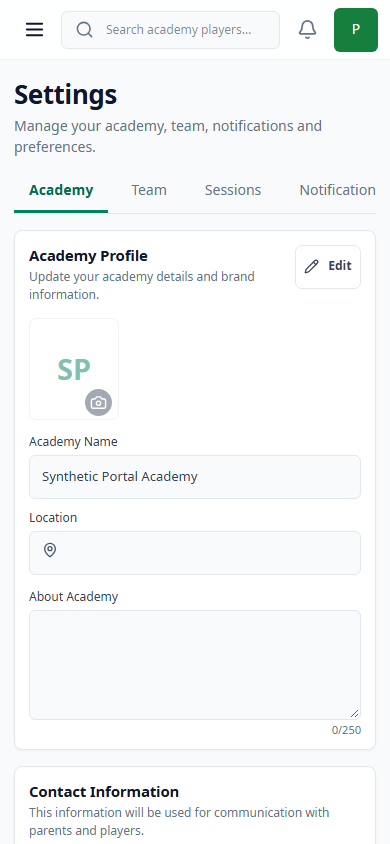 Search academy players...
P
Settings
Manage your academy, team, notifications and
preferences.
Academy
Team
Sessions
Notification
Academy Profile
Update your academy details and brand
information.
Edit
SP
Academy Name
Synthetic Portal Academy
Location
About Academy
0/250
Contact Information
This information will be used for communication with
parents and players.